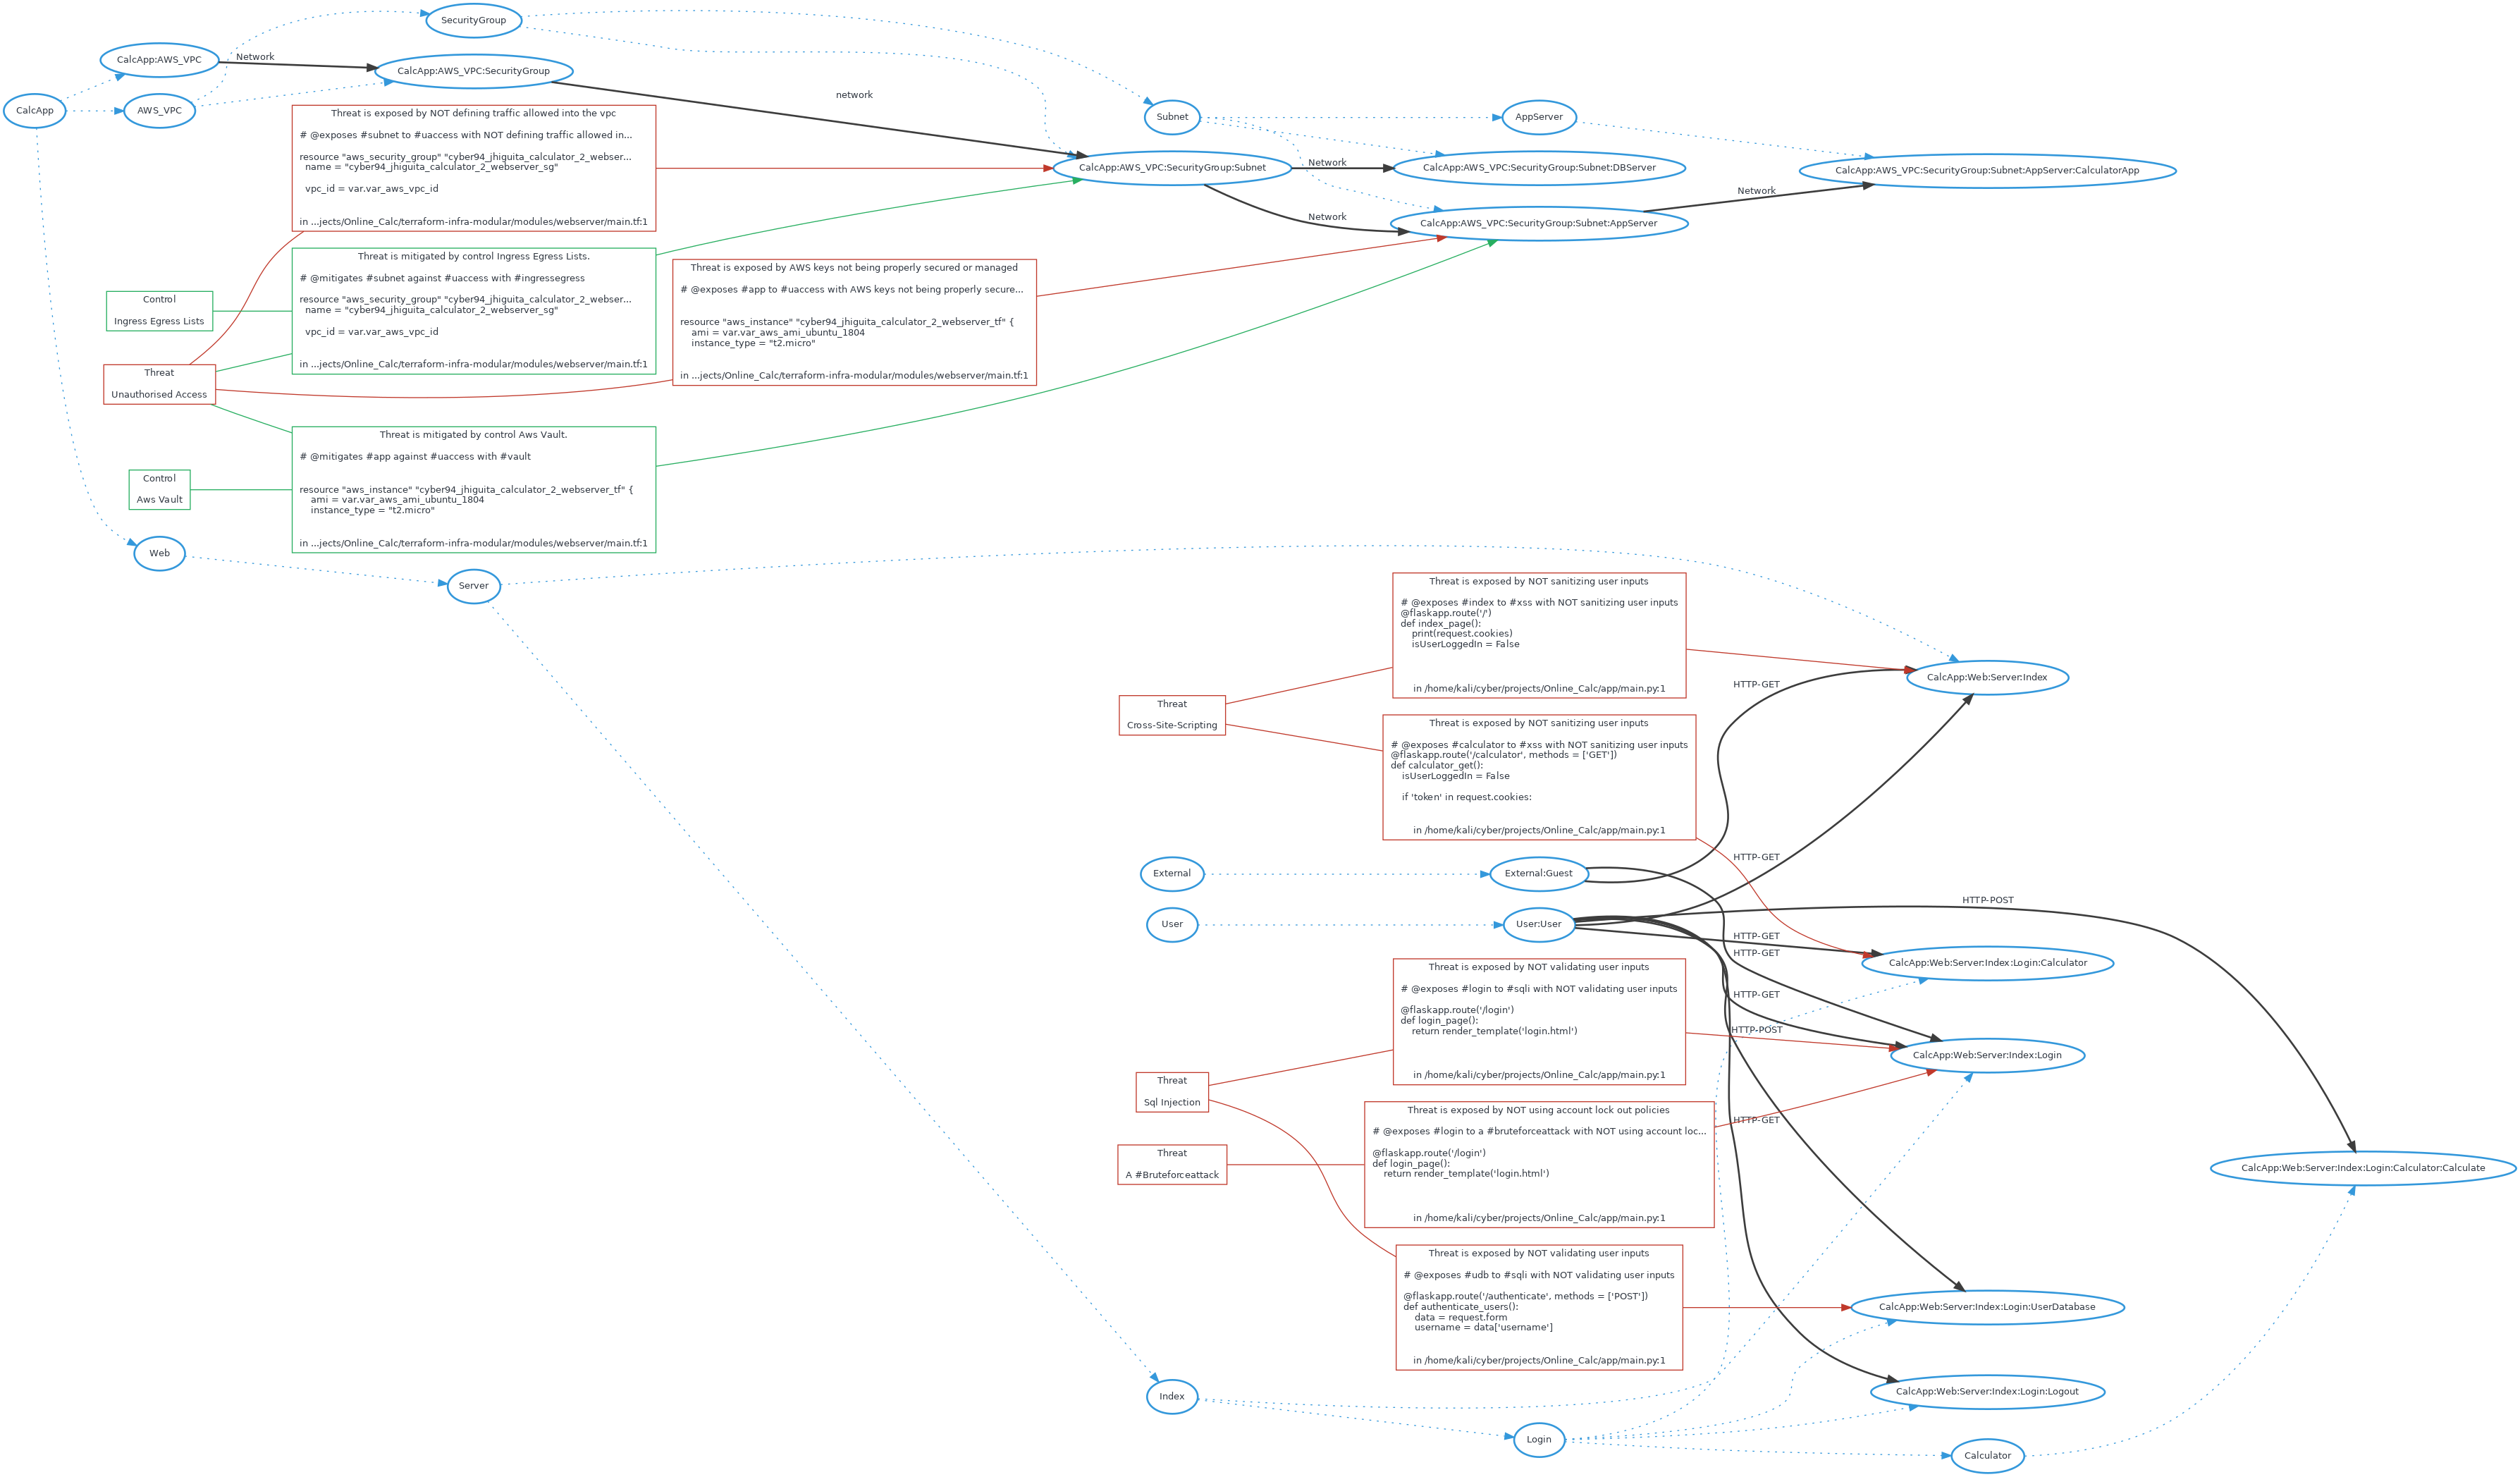 SecurityGroup
CalcApp:AWS_VPC
Network
CalcApp:AWS_VPC:SecurityGroup
CalcApp
AWS_VPC
network
Subnet
AppServer
Threat is exposed by NOT defining traffic allowed into the vpc
# @exposes #subnet to #uaccess with NOT defining traffic allowed in...
resource "aws_security_group" "cyber94_jhiguita_calculator_2_webser...
name = "cyber94_jhiguita_calculator_2_webserver_sg"
vpc_id = var.var_aws_vpc_id
in ...jects/Online_Calc/terraform-infra-modular/modules/webserver/main.tf:1
CalcApp:AWS_VPC:SecurityGroup:Subnet
Network
CalcApp:AWS_VPC:SecurityGroup:Subnet:DBServer
CalcApp:AWS_VPC:SecurityGroup:Subnet:AppServer:CalculatorApp
Network
Network
CalcApp:AWS_VPC:SecurityGroup:Subnet:AppServer
Threat is mitigated by control Ingress Egress Lists.
# @mitigates #subnet against #uaccess with #ingressegress
resource "aws_security_group" "cyber94_jhiguita_calculator_2_webser...
name = "cyber94_jhiguita_calculator_2_webserver_sg"
vpc_id = var.var_aws_vpc_id
in ...jects/Online_Calc/terraform-infra-modular/modules/webserver/main.tf:1
Threat is exposed by AWS keys not being properly secured or managed
# @exposes #app to #uaccess with AWS keys not being properly secure...
resource "aws_instance" "cyber94_jhiguita_calculator_2_webserver_tf" {
ami = var.var_aws_ami_ubuntu_1804
instance_type = "t2.micro"
in ...jects/Online_Calc/terraform-infra-modular/modules/webserver/main.tf:1
Control
Ingress Egress Lists
Threat
Unauthorised Access
Threat is mitigated by control Aws Vault.
# @mitigates #app against #uaccess with #vault
resource "aws_instance" "cyber94_jhiguita_calculator_2_webserver_tf" {
ami = var.var_aws_ami_ubuntu_1804
instance_type = "t2.micro"
in ...jects/Online_Calc/terraform-infra-modular/modules/webserver/main.tf:1
Control
Aws Vault
Web
Server
Threat is exposed by NOT sanitizing user inputs
# @exposes #index to #xss with NOT sanitizing user inputs
@flaskapp.route('/')
def index_page():
print(request.cookies)
isUserLoggedIn = False
in /home/kali/cyber/projects/Online_Calc/app/main.py:1
CalcApp:Web:Server:Index
HTTP-GET
Threat
Cross-Site-Scripting
Threat is exposed by NOT sanitizing user inputs
# @exposes #calculator to #xss with NOT sanitizing user inputs
@flaskapp.route('/calculator', methods = ['GET'])
def calculator_get():
isUserLoggedIn = False
if 'token' in request.cookies:
in /home/kali/cyber/projects/Online_Calc/app/main.py:1
HTTP-GET
External
External:Guest
HTTP-POST
User
User:User
HTTP-GET
HTTP-GET
CalcApp:Web:Server:Index:Login:Calculator
Threat is exposed by NOT validating user inputs
# @exposes #login to #sqli with NOT validating user inputs
@flaskapp.route('/login')
def login_page():
return render_template('login.html')
in /home/kali/cyber/projects/Online_Calc/app/main.py:1
HTTP-GET
HTTP-POST
CalcApp:Web:Server:Index:Login
Threat
Sql Injection
Threat is exposed by NOT using account lock out policies
# @exposes #login to a #bruteforceattack with NOT using account loc...
@flaskapp.route('/login')
def login_page():
return render_template('login.html')
in /home/kali/cyber/projects/Online_Calc/app/main.py:1
HTTP-GET
Threat
A #Bruteforceattack
CalcApp:Web:Server:Index:Login:Calculator:Calculate
Threat is exposed by NOT validating user inputs
# @exposes #udb to #sqli with NOT validating user inputs
@flaskapp.route('/authenticate', methods = ['POST'])
def authenticate_users():
data = request.form
username = data['username']
in /home/kali/cyber/projects/Online_Calc/app/main.py:1
CalcApp:Web:Server:Index:Login:UserDatabase
CalcApp:Web:Server:Index:Login:Logout
Index
Login
Calculator